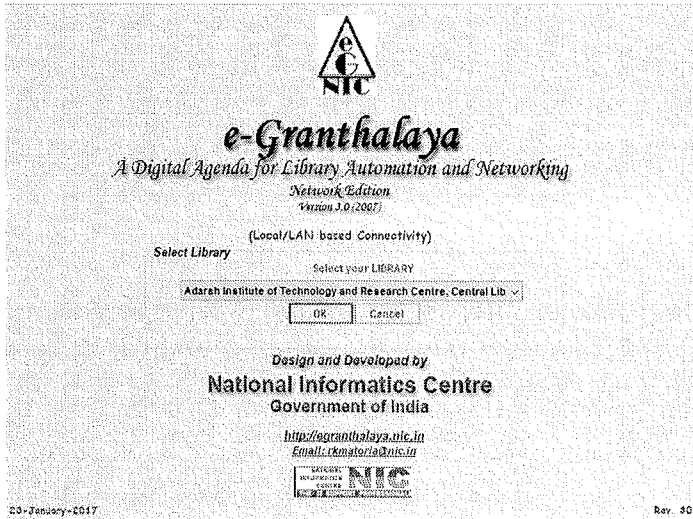 e
G
NIC
e-Granthalaya
A Digital Agenda for Library Automation and Networking
Network Edition
Version 3.0 (2007)
(Local/LAN based Connectivity)
Select Library
Select your LIBRARY
Adarsh Institute of Technology and Research Centre, Central Lib
OK Cancel
Design and Developed by
National Informatics Centre
Government of India
http://egranthalaya.nic.in
Email: rkmatoria@nic.in
NATIONAL
INFORMATICS
CENTRE
NIC
23-January-2017 Rev. 30